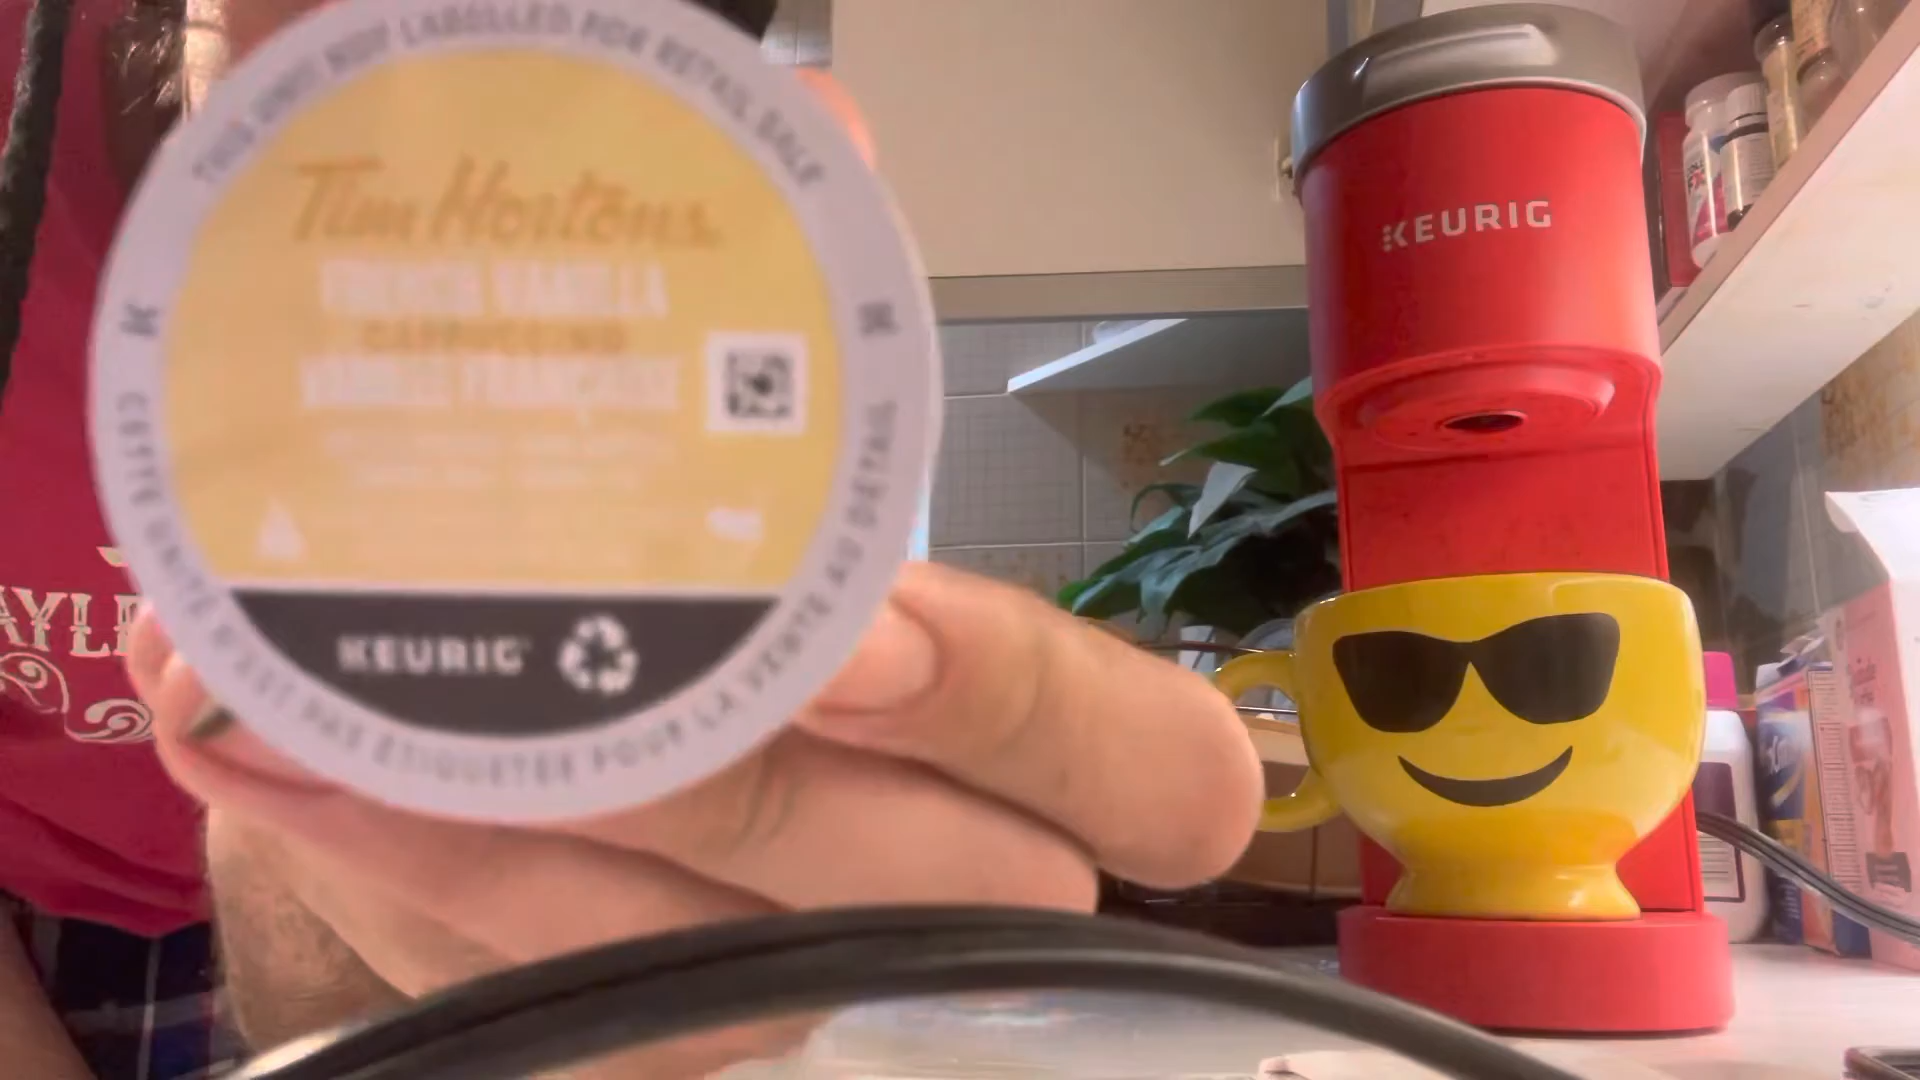 THIS UNIT NOT LABELLED FOR RETAIL SALE
Tim Hortons
FRENCH VANILLA
CAPPUCCINO
VANILLE FRANÇAISE
KEURIG
CETTE UNITÉ N'EST PAS ÉTIQUETÉE POUR LA VENTE AU DÉTAIL
K
K
KEURIG
AYLE